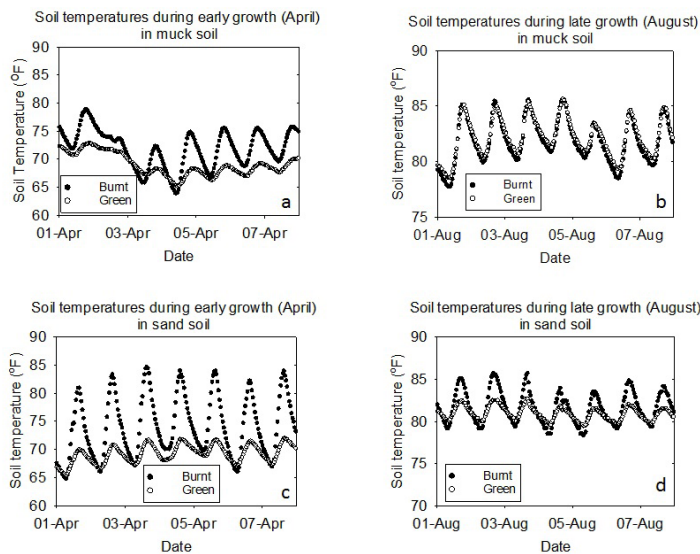 Soil temperatures during early growth (April)
in muck soil
90
85
80
75
70
65
60
Soil Temperature (°F)
Burnt
Green
a
01-Apr 03-Apr 05-Apr 07-Apr
Date
Soil temperatures during late growth (August)
in muck soil
90
85
80
75
Soil temperature (°F)
Burnt
Green
b
01-Aug 03-Aug 05-Aug 07-Aug
Date
Soil temperatures during early growth (April)
in sand soil
90
85
80
75
70
65
60
Soil temperature (°F)
Burnt
Green
c
01-Apr 03-Apr 05-Apr 07-Apr
Date
Soil temperatures during late growth (August)
in sand soil
90
85
80
75
70
Soil temperature (°F)
Burnt
Green
d
01-Aug 03-Aug 05-Aug 07-Aug
Date